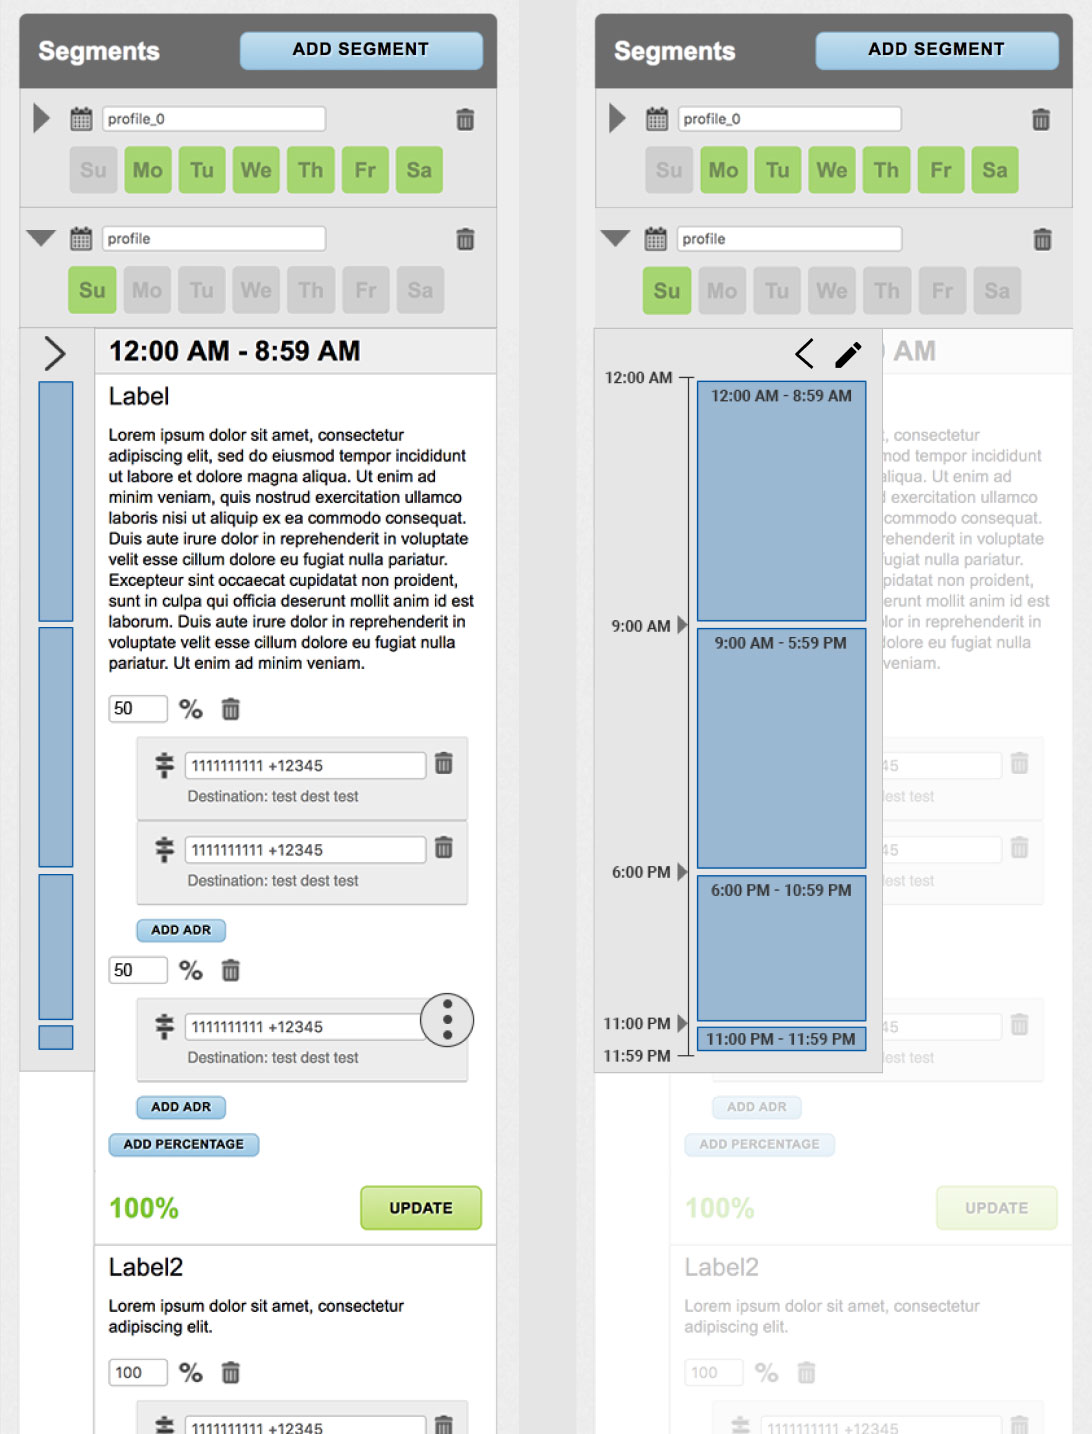 Segments
ADD SEGMENT
profile_0
Su Mo Tu We Th Fr Sa
profile
Su Mo Tu We Th Fr Sa
12:00 AM - 8:59 AM
Label
Lorem ipsum dolor sit amet, consectetur
adipiscing elit, sed do eiusmod tempor incididunt
ut labore et dolore magna aliqua. Ut enim ad
minim veniam, quis nostrud exercitation ullamco
laboris nisi ut aliquip ex ea commodo consequat.
Duis aute irure dolor in reprehenderit in voluptate
velit esse cillum dolore eu fugiat nulla pariatur.
Excepteur sint occaecat cupidatat non proident,
sunt in culpa qui officia deserunt mollit anim id est
laborum. Duis aute irure dolor in reprehenderit in
voluptate velit esse cillum dolore eu fugiat nulla
pariatur. Ut enim ad minim veniam.
50 %
1111111111 +12345
Destination: test dest test
1111111111 +12345
Destination: test dest test
ADD ADR
50 %
1111111111 +12345
Destination: test dest test
ADD ADR
ADD PERCENTAGE
100%
UPDATE
Label2
Lorem ipsum dolor sit amet, consectetur
adipiscing elit.
100 %
1111111111 +12345
Segments
ADD SEGMENT
profile_0
Su Mo Tu We Th Fr Sa
profile
Su Mo Tu We Th Fr Sa
AM
12:00 AM
12:00 AM - 8:59 AM
, consectetur
mod tempor incididunt
aliqua. Ut enim ad
exercitation ullamco
commodo consequat.
rehenderit in voluptate
fugiat nulla pariatur.
pidatat non proident,
erunt mollit anim id est
lor in reprehenderit in
dolore eu fugiat nulla
veniam.
9:00 AM
9:00 AM - 5:59 PM
45
dest test
45
dest test
6:00 PM
6:00 PM - 10:59 PM
11:00 PM
11:00 PM - 11:59 PM
11:59 PM
45
dest test
ADD ADR
ADD PERCENTAGE
100%
UPDATE
Label2
Lorem ipsum dolor sit amet, consectetur
adipiscing elit.
100 %
1111111111 +12345